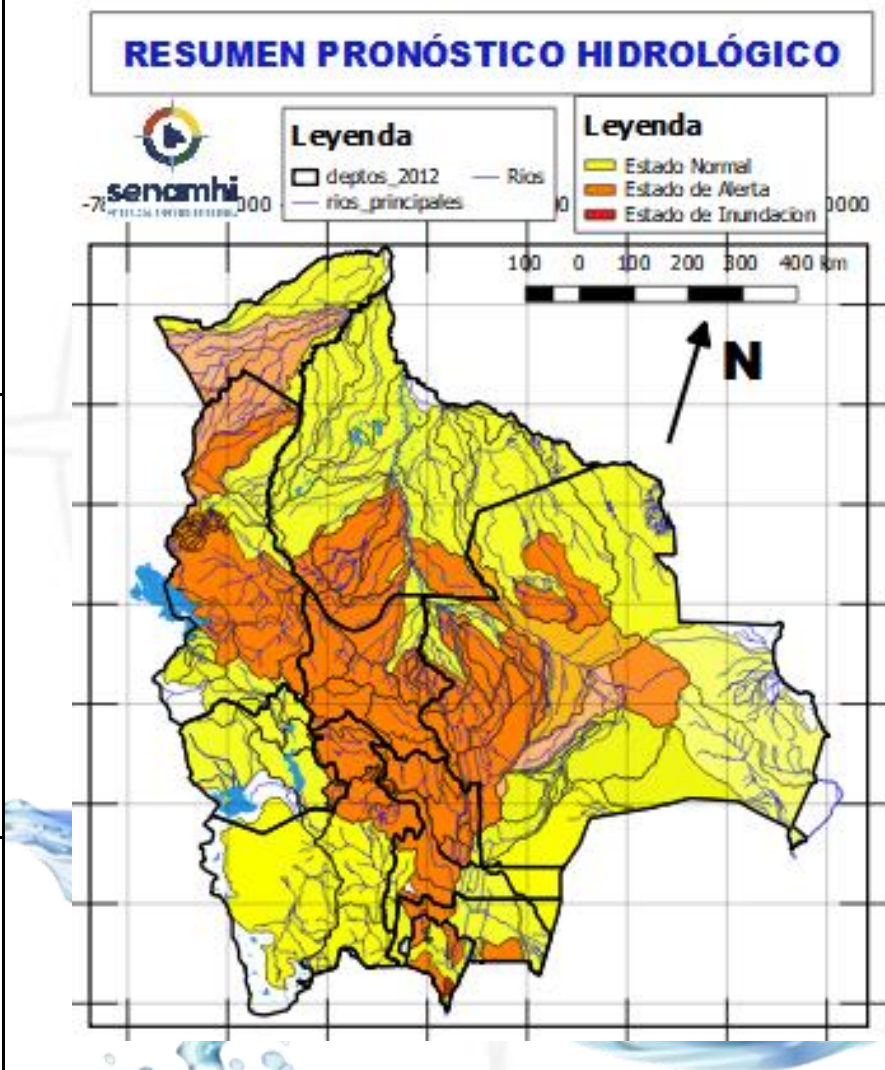 RESUMEN PRONÓSTICO HIDROLÓGICO
senamhi
Leyenda
deptos_2012
Rios
rios_principales
Leyenda
Estado Normal
Estado de Alerta
Estado de Inundacion
100 0 100 200 300 400 km
N